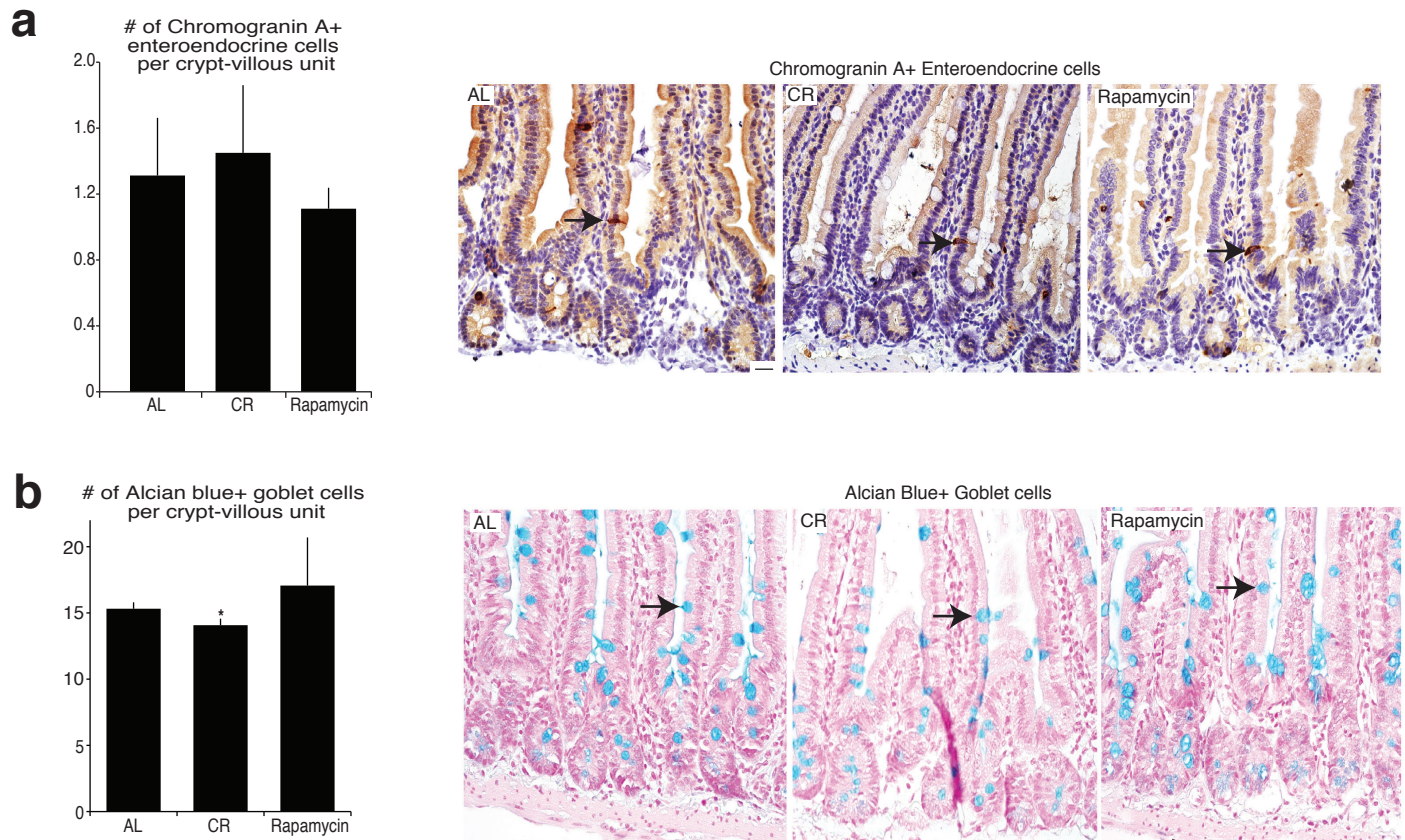 a
# of Chromogranin A+
enteroendocrine cells
per crypt-villous unit
2.0
1.6
1.2
0.8
0.4
0
AL
CR
Rapamycin
Chromogranin A+ Enteroendocrine cells
AL
CR
Rapamycin
b
# of Alcian blue+ goblet cells
per crypt-villous unit
20
15
10
5
0
*
AL
CR
Rapamycin
Alcian Blue+ Goblet cells
AL
CR
Rapamycin